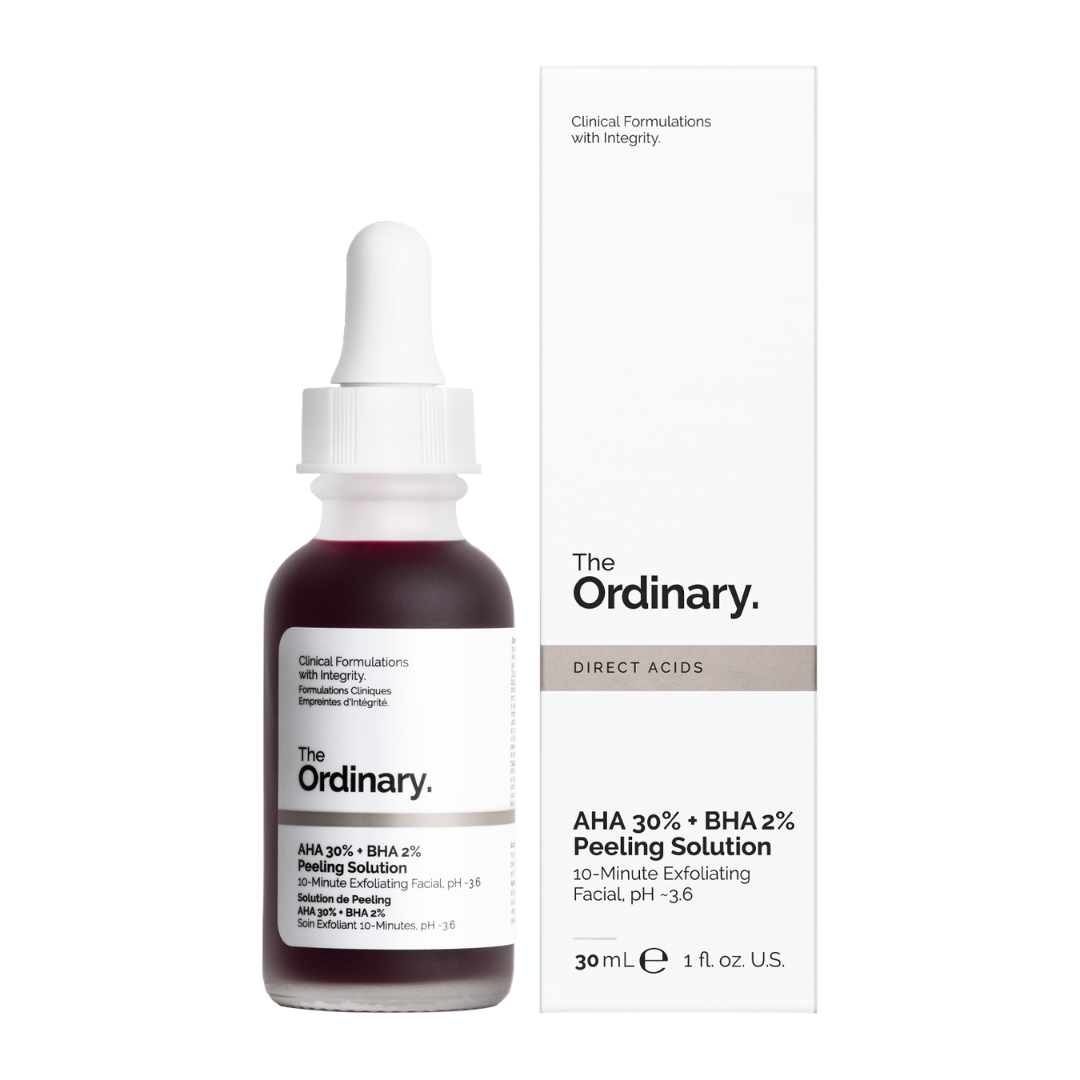 Clinical Formulations
with Integrity.
Formulations Cliniques
Empreintes d'Intégrité.
The
Ordinary.
AHA 30% + BHA 2%
Peeling Solution
10-Minute Exfoliating Facial, pH ~3.6
Solution de Peeling
AHA 30% + BHA 2%
Soin Exfoliant 10-Minutes, pH ~3.6
Clinical Formulations
with Integrity.
The
Ordinary.
DIRECT ACIDS
AHA 30% + BHA 2%
Peeling Solution
10-Minute Exfoliating
Facial, pH ~3.6
30 mL ℮ 1 fl. oz. U.S.